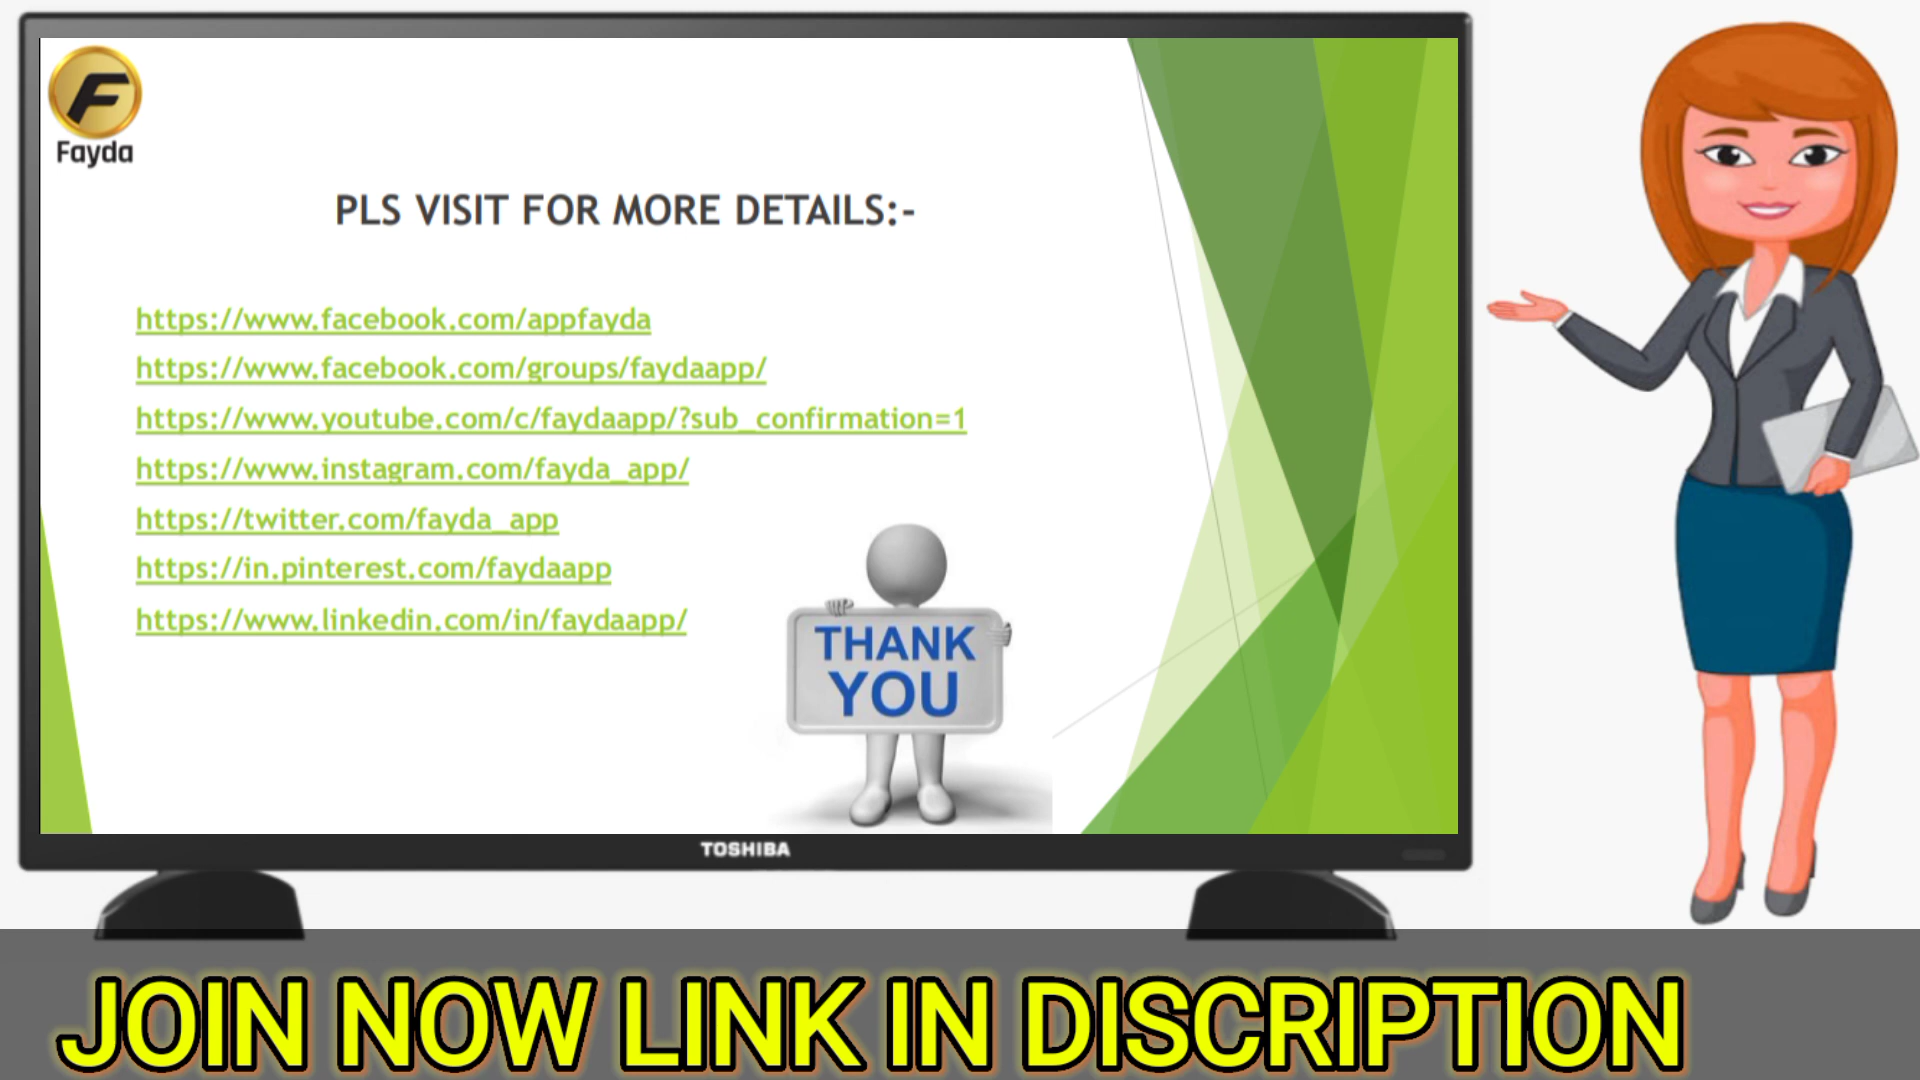 Fayda
PLS VISIT FOR MORE DETAILS:-
https://www.facebook.com/appfayda
https://www.facebook.com/groups/faydaapp/
https://www.youtube.com/c/faydaapp/?sub_confirmation=1
https://www.instagram.com/fayda_app/
https://twitter.com/fayda_app
https://in.pinterest.com/faydaapp
https://www.linkedin.com/in/faydaapp/
THANK
YOU
TOSHIBA
JOIN NOW LINK IN DISCRIPTION